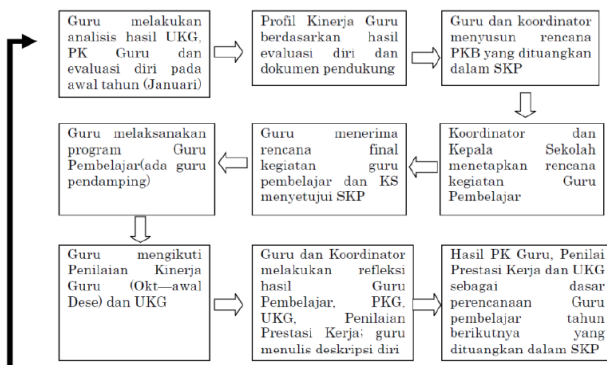 Guru melakukan
analisis hasil UKG,
PK Guru dan
evaluasi diri pada
awal tahun (Januari)
Profil Kinerja Guru
berdasarkan hasil
evaluasi diri dan
dokumen pendukung
Guru dan koordinator
menyusun rencana
PKB yang dituangkan
dalam SKP
Koordinator dan
Kepala Sekolah
menetapkan rencana
kegiatan Guru
Pembelajar
Guru menerima
rencana final
kegiatan guru
pembelajar dan KS
menyetujui SKP
Guru melaksanakan
program Guru
Pembelajar(ada guru
pendamping)
Guru mengikuti
Penilaian Kinerja
Guru (Okt—awal
Dese) dan UKG
Guru dan Koordinator
melakukan refleksi
hasil Guru
Pembelajar, PKG,
UKG, Penilaian
Prestasi Kerja; guru
menulis deskripsi diri
Hasil PK Guru, Penilai
Prestasi Kerja dan UKG
sebagai dasar
perencanaan Guru
pembelajar tahun
berikutnya yang
dituangkan dalam SKP